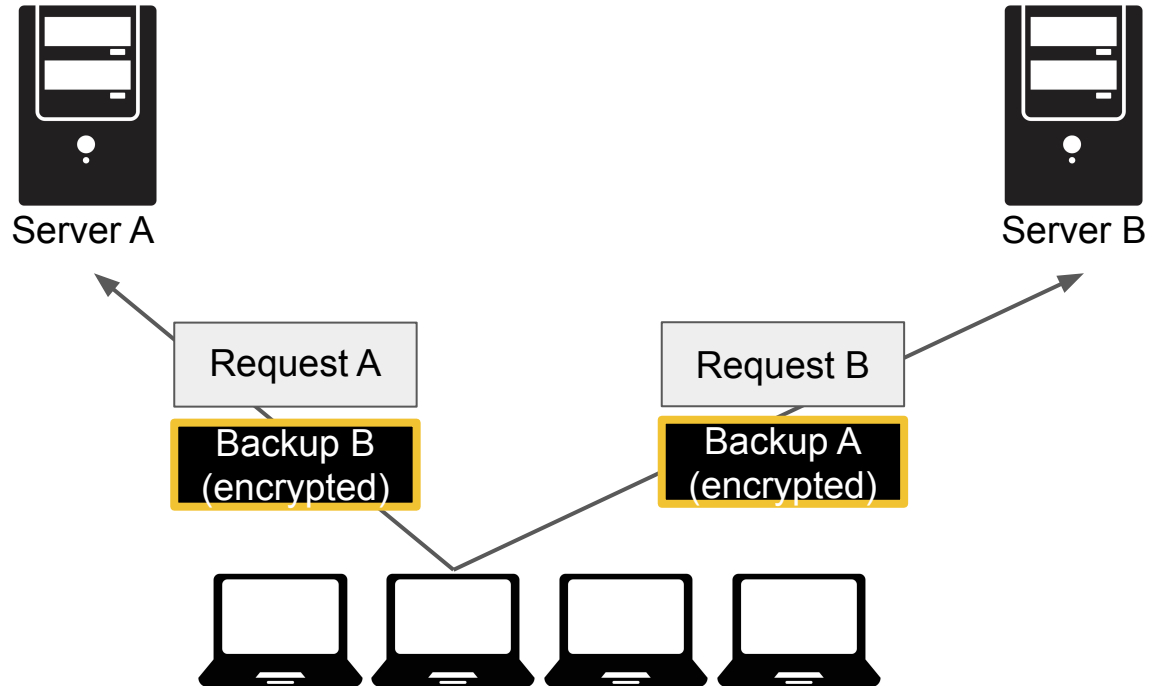 Server A
Server B
Request A
Request B
Backup B
(encrypted)
Backup A
(encrypted)